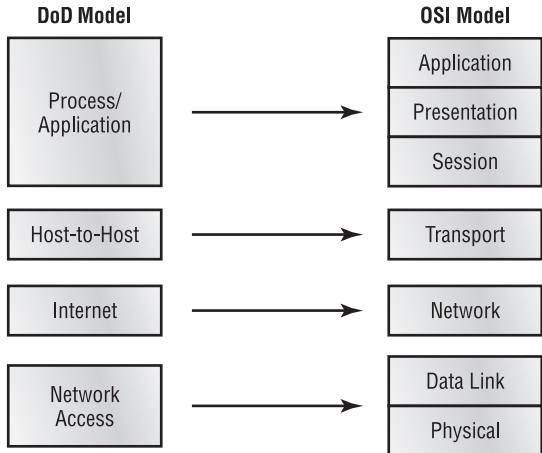 DoD Model
OSI Model
Process/
Application
Application
Presentation
Session
Host-to-Host
Transport
Internet
Network
Network
Access
Data Link
Physical